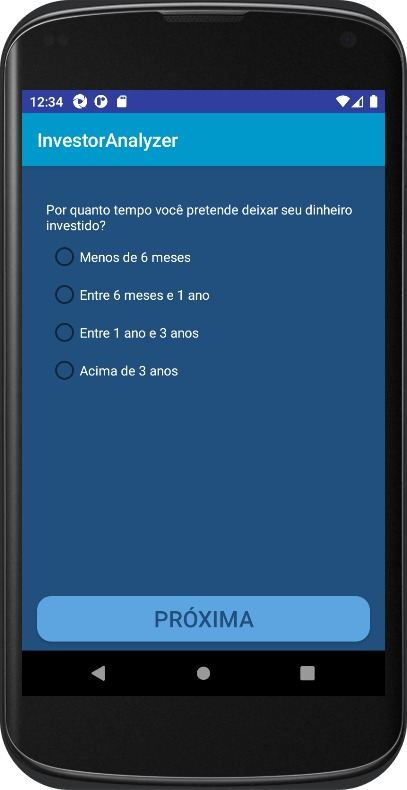 12:34
InvestorAnalyzer
Por quanto tempo você pretende deixar seu dinheiro
investido?
Menos de 6 meses
Entre 6 meses e 1 ano
Entre 1 ano e 3 anos
Acima de 3 anos
PRÓXIMA